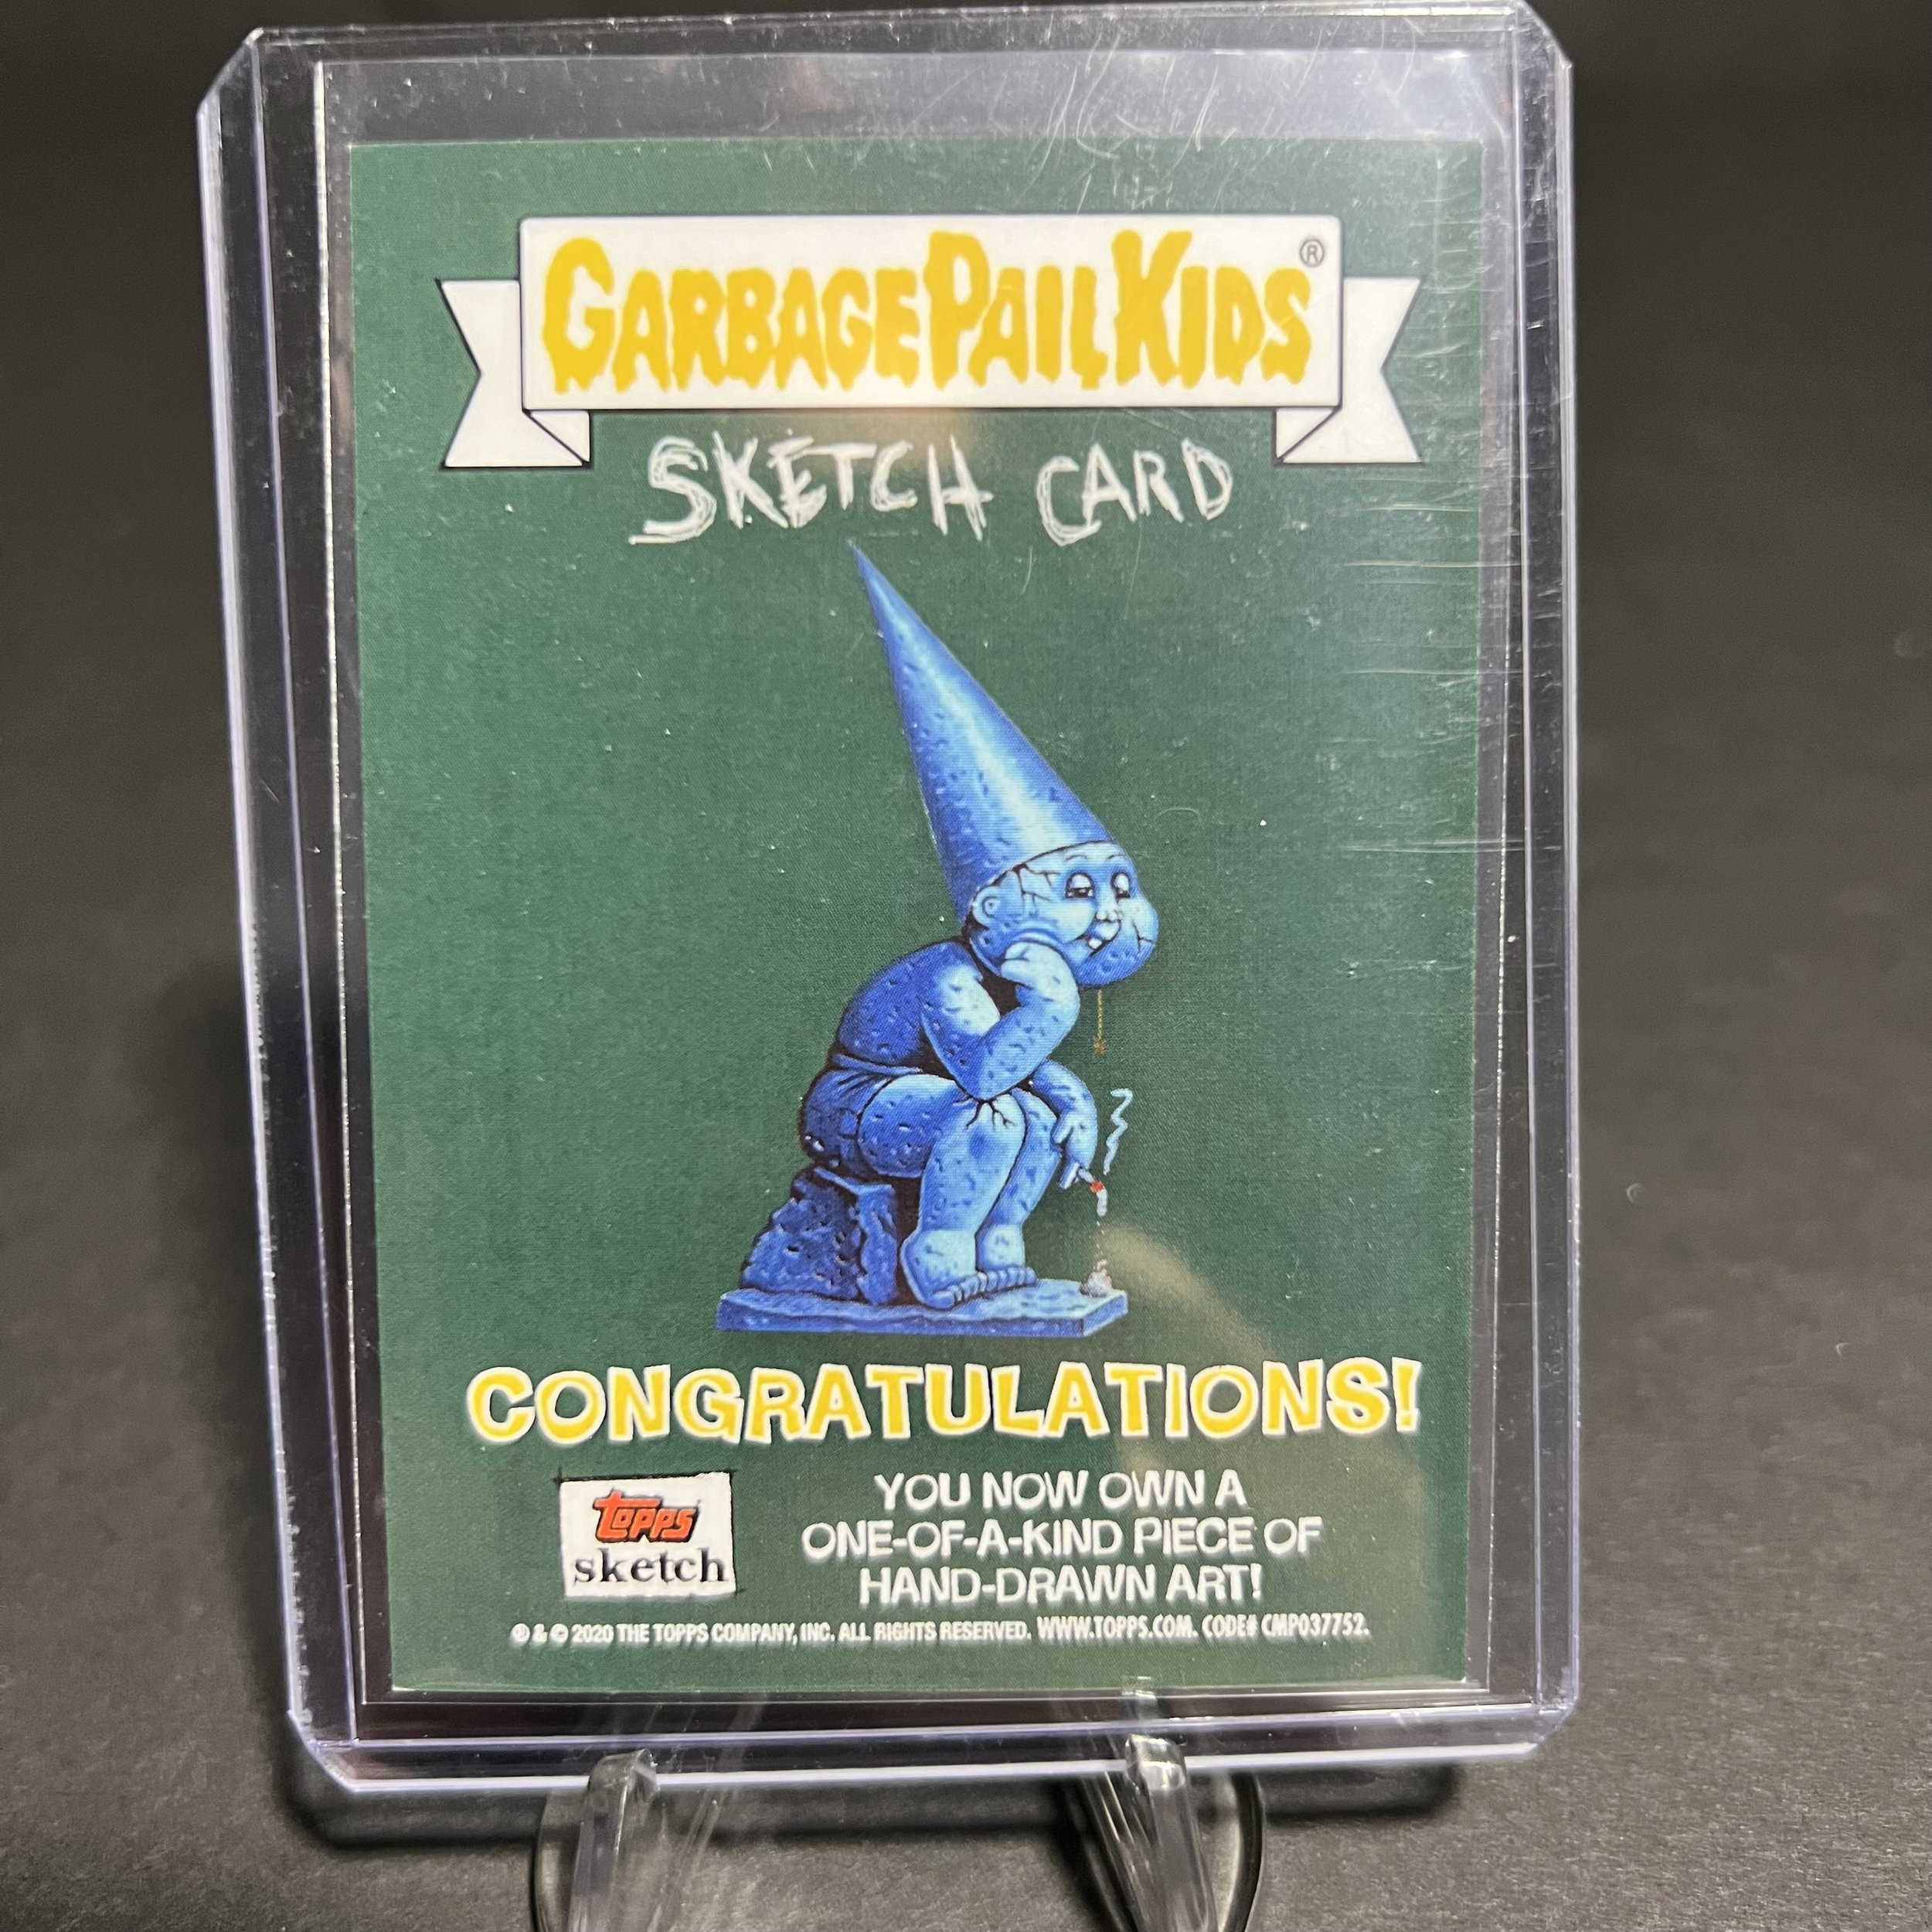 GARBAGE PAIL KIDS®
SKETCH CARD
CONGRATULATIONS!
topps
sketch
YOU NOW OWN A
ONE-OF-A-KIND PIECE OF
HAND-DRAWN ART!
® & © 2020 THE TOPPS COMPANY, INC. ALL RIGHTS RESERVED. WWW.TOPPS.COM. CODE# CMP037752.